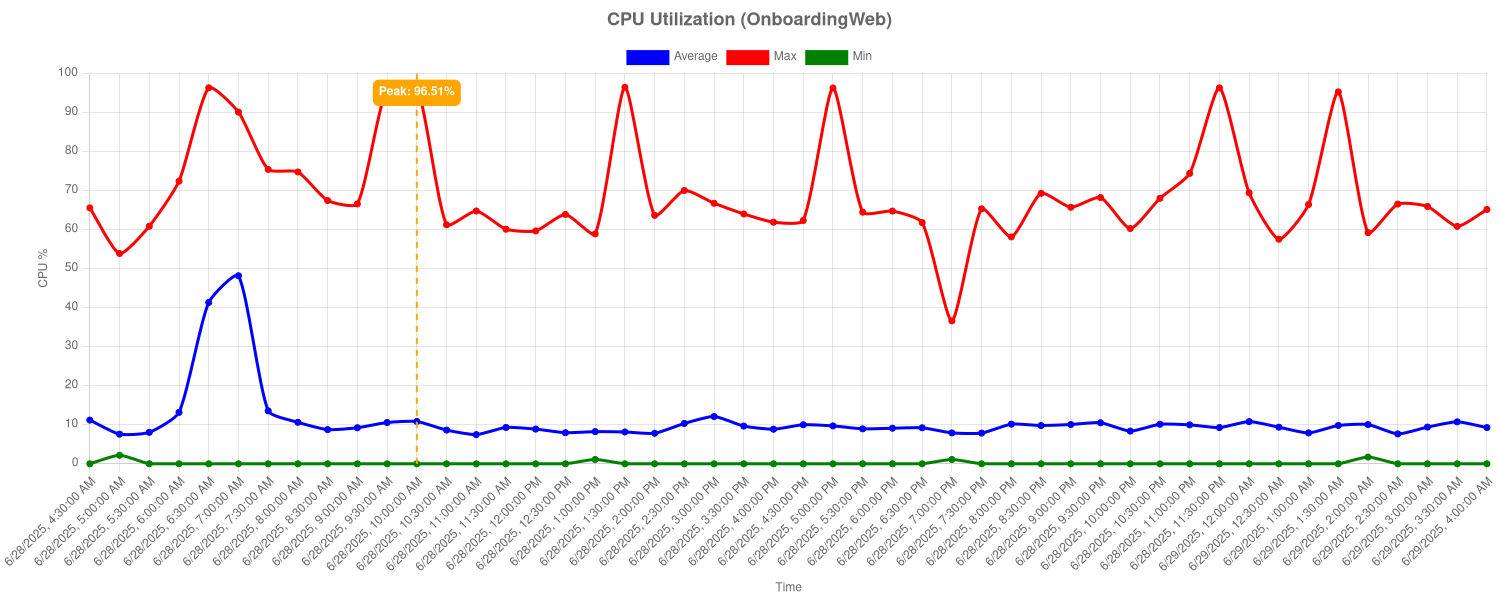 CPU Utilization (OnboardingWeb)
Average Max Min
Peak: 96.51%
CPU %
100
90
80
70
60
50
40
30
20
10
0
6/28/2025, 4:30:00 AM
6/28/2025, 5:00:00 AM
6/28/2025, 5:30:00 AM
6/28/2025, 6:00:00 AM
6/28/2025, 6:30:00 AM
6/28/2025, 7:00:00 AM
6/28/2025, 7:30:00 AM
6/28/2025, 8:00:00 AM
6/28/2025, 8:30:00 AM
6/28/2025, 9:00:00 AM
6/28/2025, 9:30:00 AM
6/28/2025, 10:00:00 AM
6/28/2025, 10:30:00 AM
6/28/2025, 11:00:00 AM
6/28/2025, 11:30:00 AM
6/28/2025, 12:00:00 PM
6/28/2025, 12:30:00 PM
6/28/2025, 1:00:00 PM
6/28/2025, 1:30:00 PM
6/28/2025, 2:00:00 PM
6/28/2025, 2:30:00 PM
6/28/2025, 3:00:00 PM
6/28/2025, 3:30:00 PM
6/28/2025, 4:00:00 PM
6/28/2025, 4:30:00 PM
6/28/2025, 5:00:00 PM
6/28/2025, 5:30:00 PM
6/28/2025, 6:00:00 PM
6/28/2025, 6:30:00 PM
6/28/2025, 7:00:00 PM
6/28/2025, 7:30:00 PM
6/28/2025, 8:00:00 PM
6/28/2025, 8:30:00 PM
6/28/2025, 9:00:00 PM
6/28/2025, 9:30:00 PM
6/28/2025, 10:00:00 PM
6/28/2025, 10:30:00 PM
6/28/2025, 11:00:00 PM
6/28/2025, 11:30:00 PM
6/29/2025, 12:00:00 AM
6/29/2025, 12:30:00 AM
6/29/2025, 1:00:00 AM
6/29/2025, 1:30:00 AM
6/29/2025, 2:00:00 AM
6/29/2025, 2:30:00 AM
6/29/2025, 3:00:00 AM
6/29/2025, 3:30:00 AM
6/29/2025, 4:00:00 AM
Time